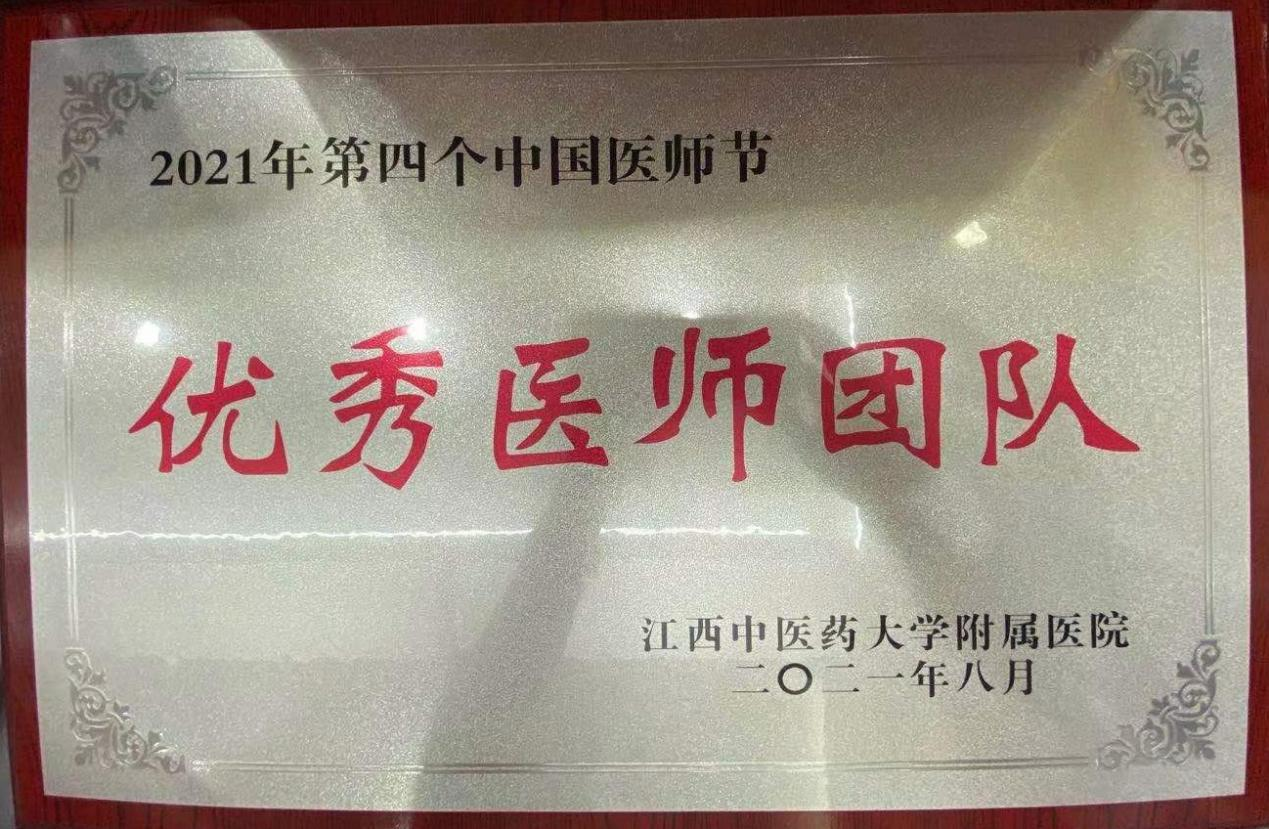 2021年第四个中国医师节
优秀医师团队
江西中医药大学附属医院
二〇二一年八月